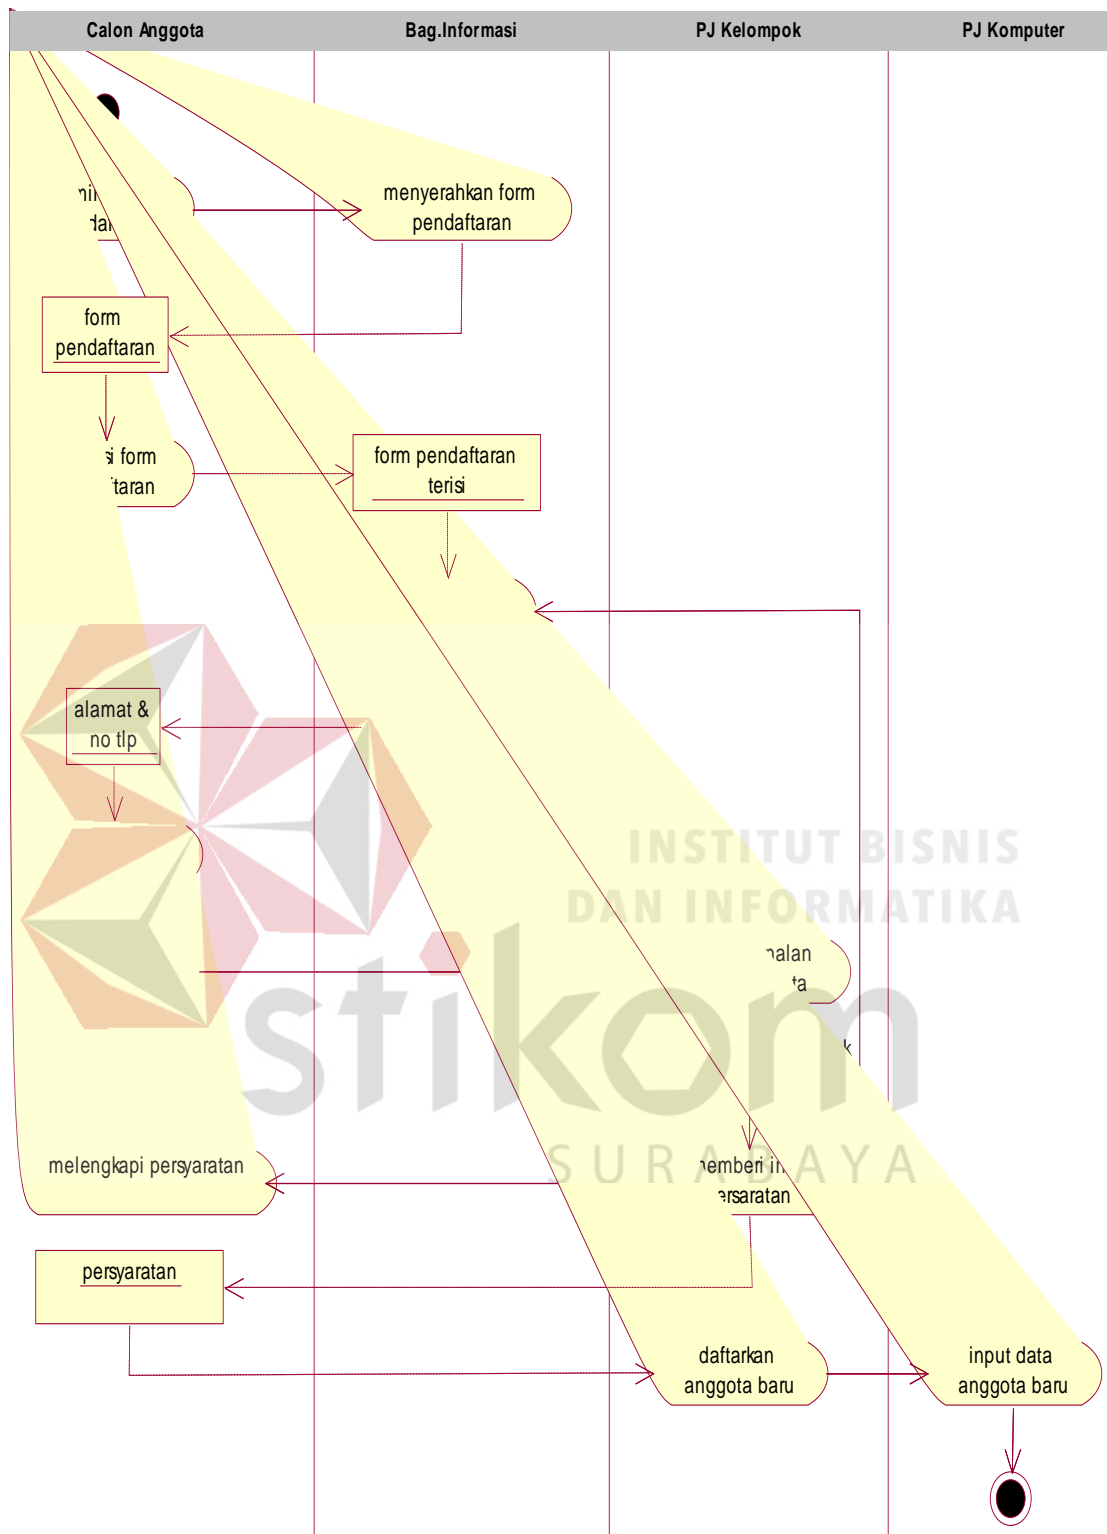 Calon Anggota
Bag.Informasi
PJ Kelompok
PJ Komputer
menyerahkan form
pendaftaran
form
pendaftaran
form
form pendaftaran
terisi
alamat &
no tlp
INSTITUT BISNIS
DAN INFORMATIKA
stikom
SURABAYA
melengkapi persyaratan
persyaratan
daftarkan
anggota baru
input data
anggota baru